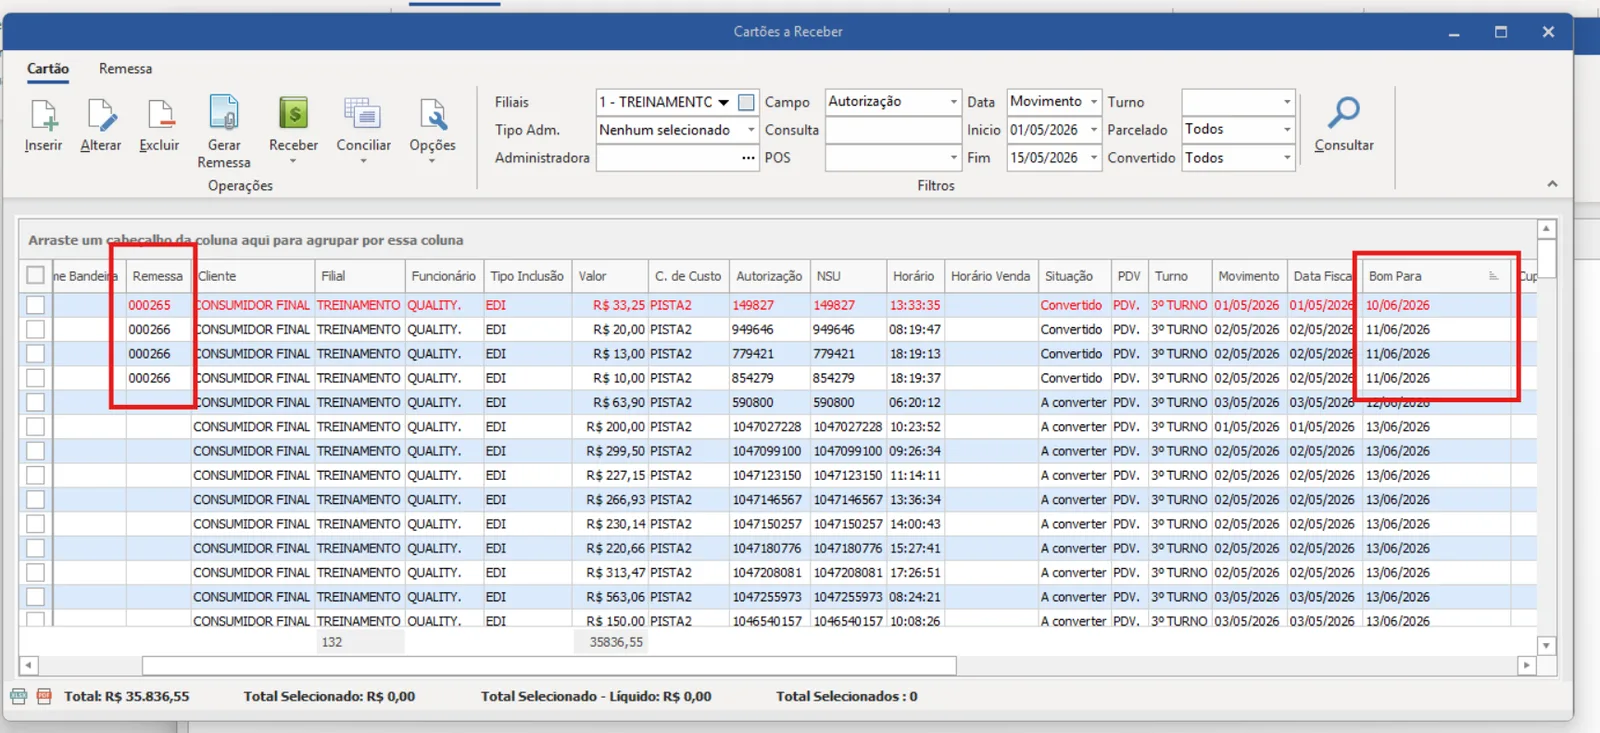 Cartões a Receber
Cartão Remessa
Inserir Alterar Excluir Gerar Remessa Receber Conciliar Opções
Operações
Filiais 1 - TREINAMENTO Campo Autorização Data Movimento Turno
Tipo Adm. Nenhum selecionado Consulta Inicio 01/05/2026 Parcelado Todos
Administradora ... POS Fim 15/05/2026 Convertido Todos
Consultar
Filtros
Arraste um cabeçalho da coluna aqui para agrupar por essa coluna
me Bandeira Remessa Cliente Filial Funcionário Tipo Inclusão Valor C. de Custo Autorização NSU Horário Horário Venda Situação PDV Turno Movimento Data Fisca Bom Para Cup
000265 CONSUMIDOR FINAL TREINAMENTO QUALITY. EDI R$ 33,25 PISTA2 149827 149827 13:33:35 Convertido PDV. 3º TURNO 01/05/2026 01/05/2026 10/06/2026
000266 CONSUMIDOR FINAL TREINAMENTO QUALITY. EDI R$ 20,00 PISTA2 949646 949646 08:19:47 Convertido PDV. 3º TURNO 02/05/2026 02/05/2026 11/06/2026
000266 CONSUMIDOR FINAL TREINAMENTO QUALITY. EDI R$ 13,00 PISTA2 779421 779421 18:19:13 Convertido PDV. 3º TURNO 02/05/2026 02/05/2026 11/06/2026
000266 CONSUMIDOR FINAL TREINAMENTO QUALITY. EDI R$ 10,00 PISTA2 854279 854279 18:19:37 Convertido PDV. 3º TURNO 02/05/2026 02/05/2026 11/06/2026
CONSUMIDOR FINAL TREINAMENTO QUALITY. EDI R$ 63,90 PISTA2 590800 590800 06:20:12 A converter PDV. 3º TURNO 03/05/2026 03/05/2026 12/06/2026
CONSUMIDOR FINAL TREINAMENTO QUALITY. EDI R$ 200,00 PISTA2 1047027228 1047027228 10:23:52 A converter PDV. 3º TURNO 01/05/2026 01/05/2026 13/06/2026
CONSUMIDOR FINAL TREINAMENTO QUALITY. EDI R$ 299,50 PISTA2 1047099100 1047099100 09:26:34 A converter PDV. 3º TURNO 02/05/2026 02/05/2026 13/06/2026
CONSUMIDOR FINAL TREINAMENTO QUALITY. EDI R$ 227,15 PISTA2 1047123150 1047123150 11:14:11 A converter PDV. 3º TURNO 02/05/2026 02/05/2026 13/06/2026
CONSUMIDOR FINAL TREINAMENTO QUALITY. EDI R$ 266,93 PISTA2 1047146567 1047146567 13:36:34 A converter PDV. 3º TURNO 02/05/2026 02/05/2026 13/06/2026
CONSUMIDOR FINAL TREINAMENTO QUALITY. EDI R$ 230,14 PISTA2 1047150257 1047150257 14:00:43 A converter PDV. 3º TURNO 02/05/2026 02/05/2026 13/06/2026
CONSUMIDOR FINAL TREINAMENTO QUALITY. EDI R$ 220,66 PISTA2 1047180776 1047180776 15:27:41 A converter PDV. 3º TURNO 02/05/2026 02/05/2026 13/06/2026
CONSUMIDOR FINAL TREINAMENTO QUALITY. EDI R$ 313,47 PISTA2 1047208081 1047208081 17:26:51 A converter PDV. 3º TURNO 02/05/2026 02/05/2026 13/06/2026
CONSUMIDOR FINAL TREINAMENTO QUALITY. EDI R$ 563,06 PISTA2 1047255973 1047255973 08:24:21 A converter PDV. 3º TURNO 03/05/2026 03/05/2026 13/06/2026
CONSUMIDOR FINAL TREINAMENTO QUALITY. EDI R$ 150,00 PISTA2 1046540157 1046540157 10:08:26 A converter PDV. 3º TURNO 03/05/2026 03/05/2026 13/06/2026
132 35836,55
Total: R$ 35.836,55 Total Selecionado: R$ 0,00 Total Selecionado - Líquido: R$ 0,00 Total Selecionados : 0